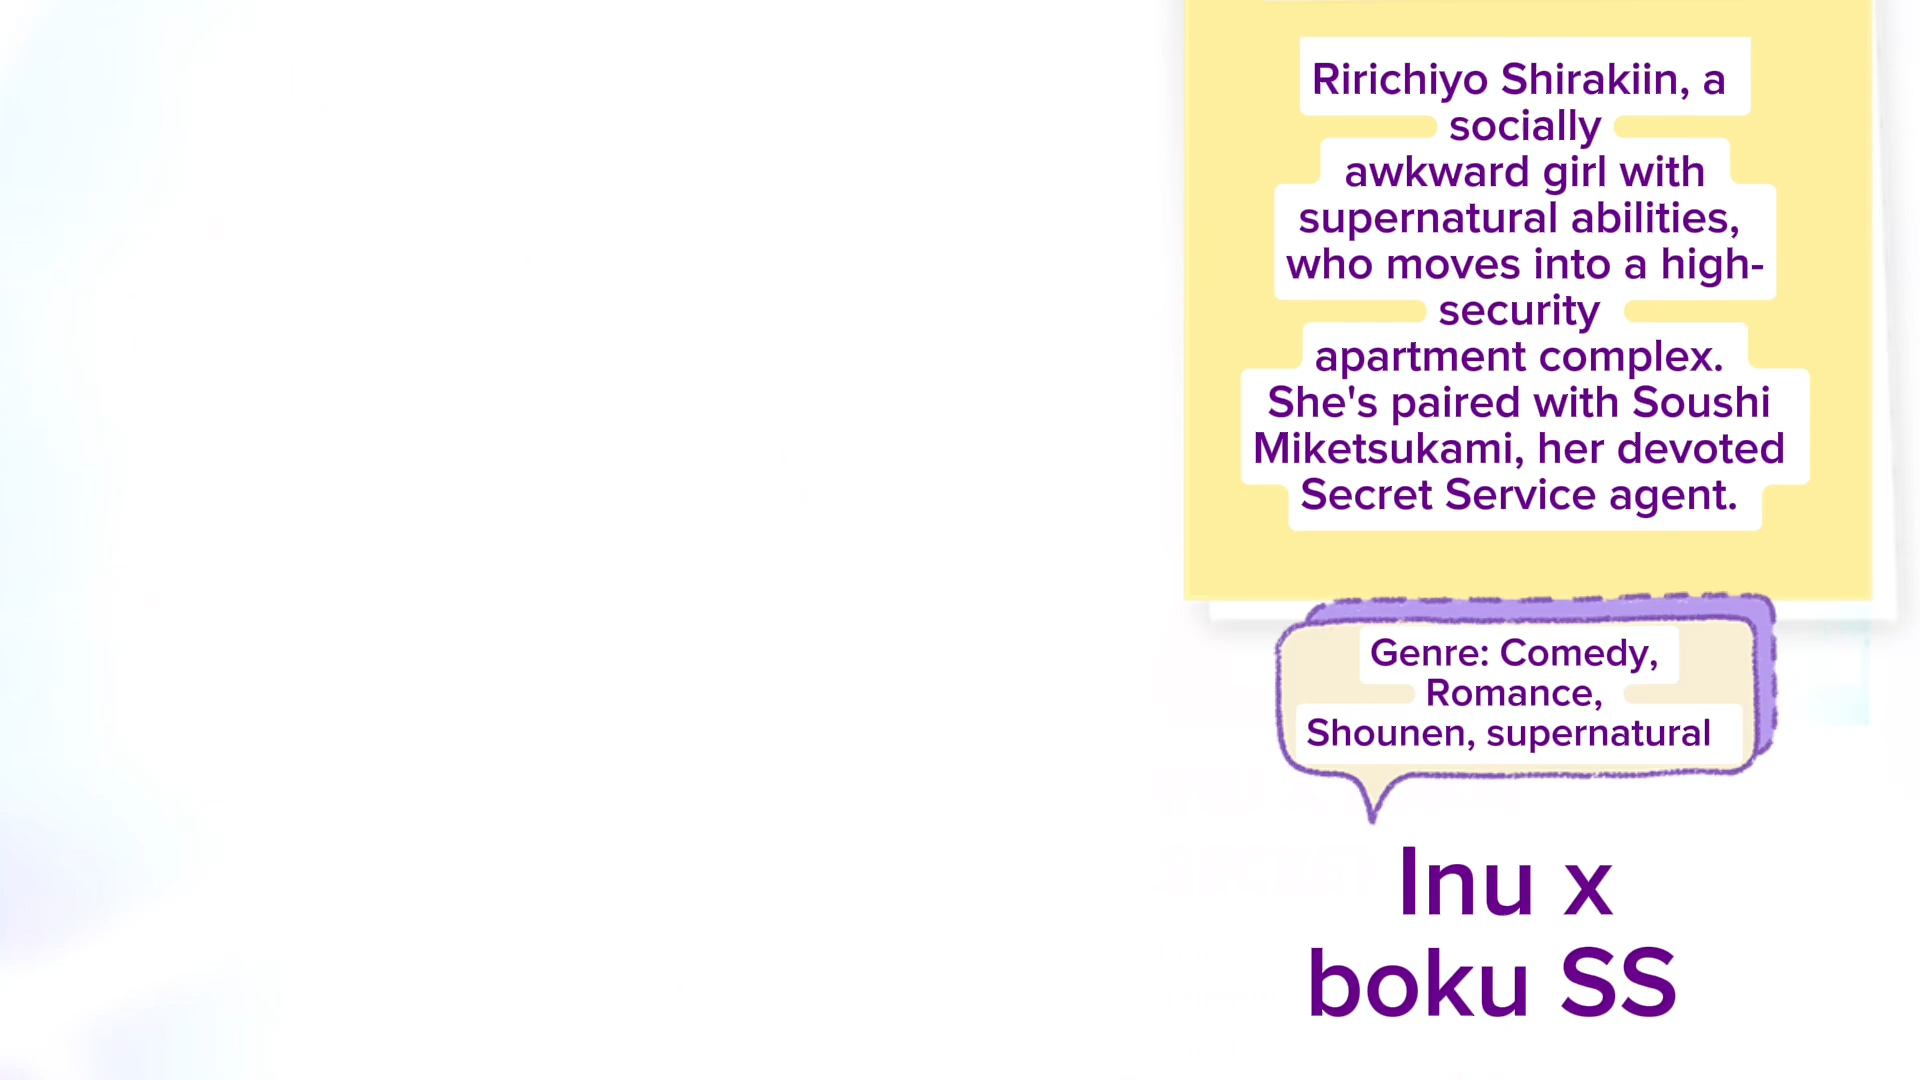 Ririchiyo Shirakiin, a
socially
awkward girl with
supernatural abilities,
who moves into a high-
security
apartment complex.
She's paired with Soushi
Miketsukami, her devoted
Secret Service agent.
Genre: Comedy,
Romance,
Shounen, supernatural
Inu x
boku SS